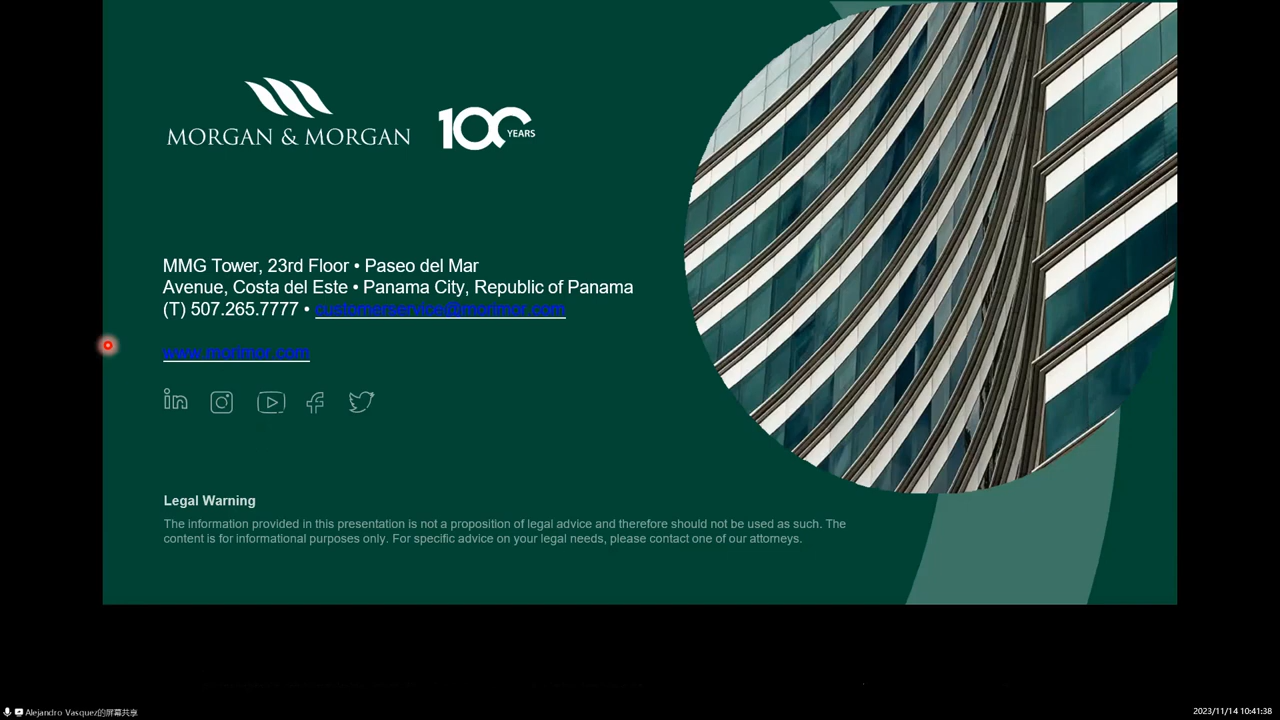 MORGAN & MORGAN
100 YEARS
MMG Tower, 23rd Floor • Paseo del Mar
Avenue, Costa del Este • Panama City, Republic of Panama
(T) 507.265.7777 • customerservice@morimor.com
www.morimor.com
Legal Warning
The information provided in this presentation is not a proposition of legal advice and therefore should not be used as such. The
content is for informational purposes only. For specific advice on your legal needs, please contact one of our attorneys.
Alejandro Vasquez的屏幕共享
2023/11/14 10:41:38